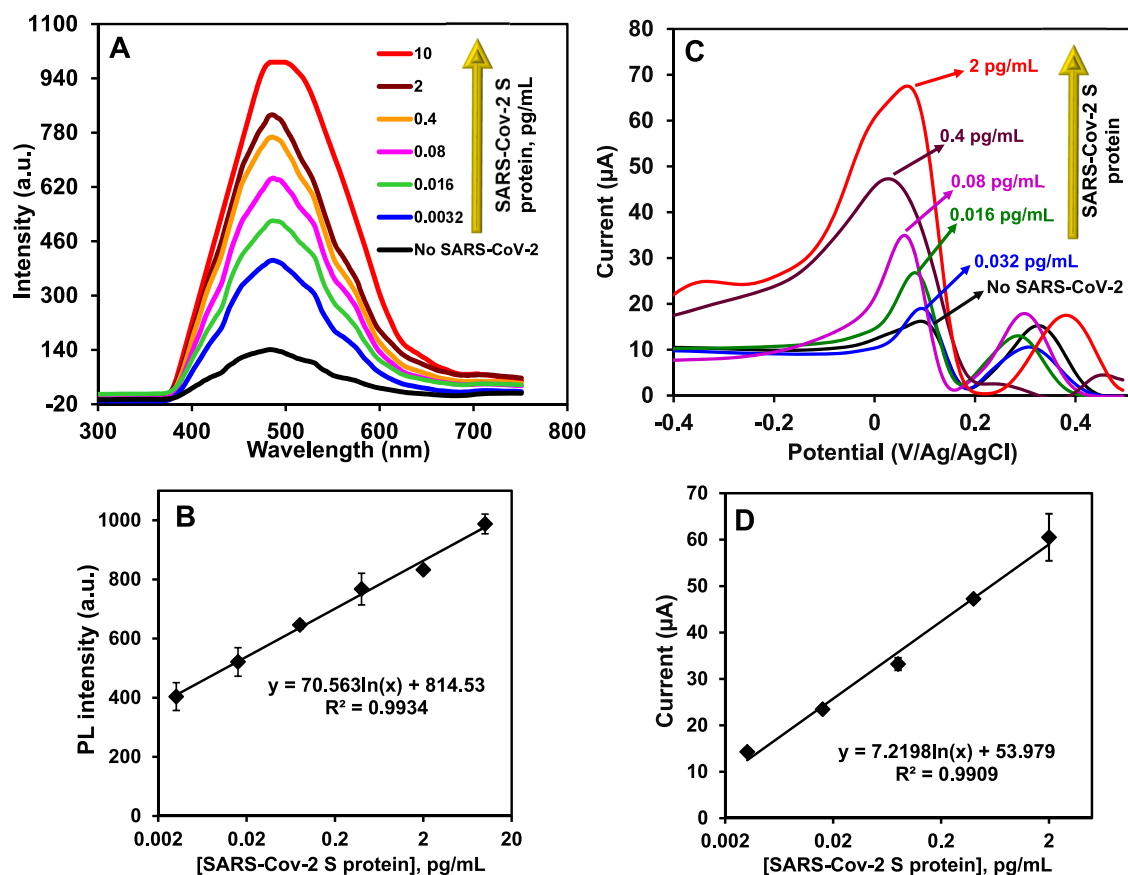 A
1100
940
780
620
460
300
140
-20
300
400
500
600
700
800
Intensity (a.u.)
Wavelength (nm)
10
2
0.4
0.08
0.016
0.0032
No SARS-CoV-2
SARS-Cov-2 S
protein, pg/mL
C
80
70
60
50
40
30
20
10
0
-0.4
-0.2
0
0.2
0.4
Current (µA)
Potential (V/Ag/AgCl)
2 pg/mL
0.4 pg/mL
0.08 pg/mL
0.016 pg/mL
0.032 pg/mL
No SARS-CoV-2
SARS-Cov-2 S
protein
B
1000
800
600
400
200
0
0.002
0.02
0.2
2
20
PL intensity (a.u.)
[SARS-Cov-2 S protein], pg/mL
y = 70.563ln(x) + 814.53
R² = 0.9934
D
70
60
50
40
30
20
10
0
0.002
0.02
0.2
2
Current (µA)
[SARS-Cov-2 S protein], pg/mL
y = 7.2198ln(x) + 53.979
R² = 0.9909